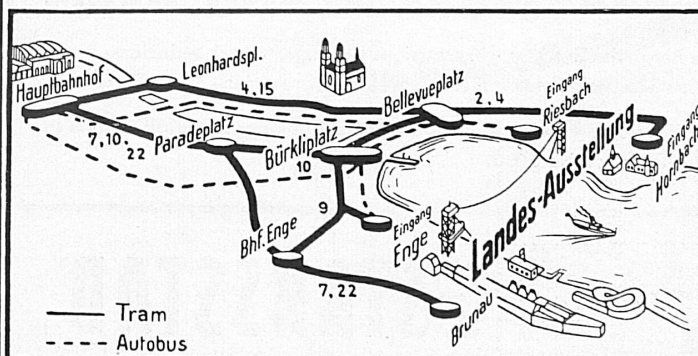 Hauptbahnhof
Leonhardspl.
4.15
Bellevueplatz
2.4
Eingang
Riesbach
Eingang
Hornbach
7,10,
22
Paradeplatz
Bürkliplatz
10
Landes-Ausstellung
9
Eingang
Enge
Bhf. Enge
7,22
Brunau
Tram
Autobus